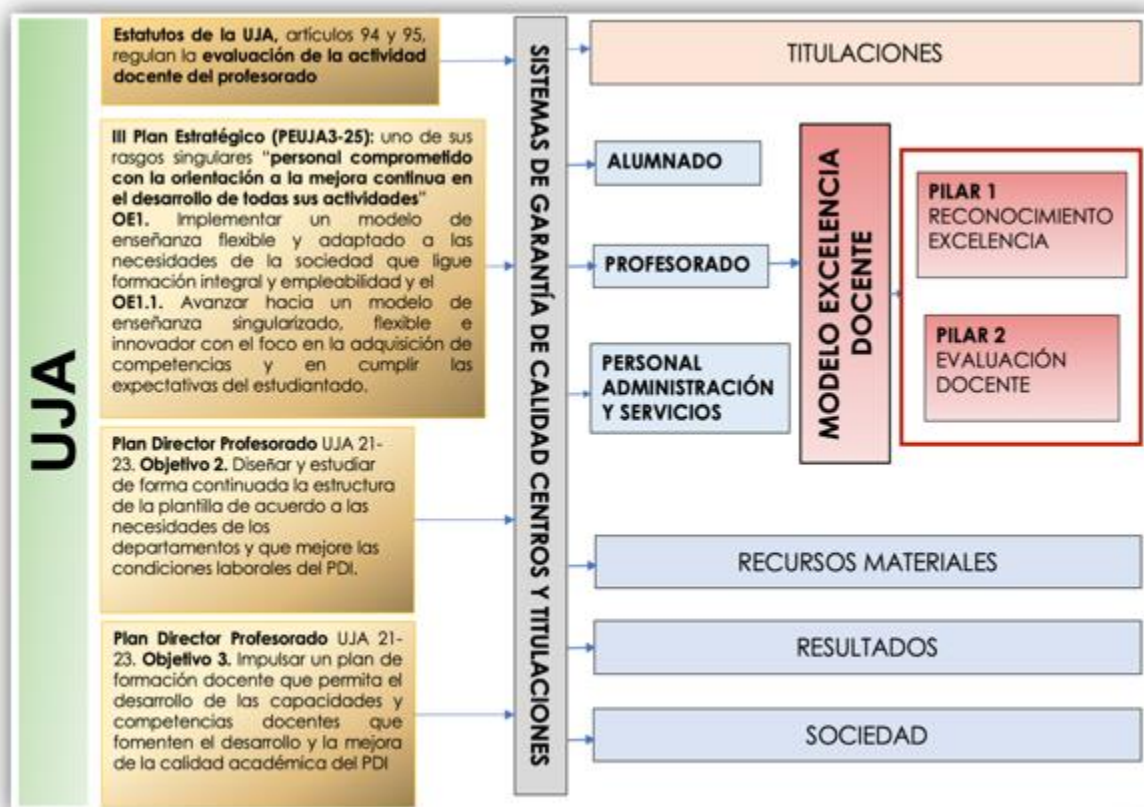 UJA
Estatutos de la UJA, artículos 94 y 95,
regulan la evaluación de la actividad
docente del profesorado
III Plan Estratégico (PEUJA3-25): uno de sus
rasgos singulares "personal comprometido
con la orientación a la mejora continua en
el desarrollo de todas sus actividades"
OE1. Implementar un modelo de
enseñanza flexible y adaptado a las
necesidades de la sociedad que ligue
formación integral y empleabilidad y el
OE1.1. Avanzar hacia un modelo de
enseñanza singularizado, flexible e
innovador con el foco en la adquisición de
competencias y en cumplir las
expectativas del estudiantado.
Plan Director Profesorado UJA 21-
23. Objetivo 2. Diseñar y estudiar
de forma continuada la estructura
de la plantilla de acuerdo a las
necesidades de los
departamentos y que mejore las
condiciones laborales del PDI.
Plan Director Profesorado UJA 21-
23. Objetivo 3. Impulsar un plan de
formación docente que permita el
desarrollo de las capacidades y
competencias docentes que
fomenten el desarrollo y la mejora
de la calidad académica del PDI
SISTEMAS DE GARANTÍA DE CALIDAD CENTROS Y TITULACIONES
TITULACIONES
ALUMNADO
PROFESORADO
PERSONAL
ADMINISTRACIÓN
Y SERVICIOS
MODELO EXCELENCIA
DOCENTE
PILAR 1
RECONOCIMIENTO
EXCELENCIA
PILAR 2
EVALUACIÓN
DOCENTE
RECURSOS MATERIALES
RESULTADOS
SOCIEDAD